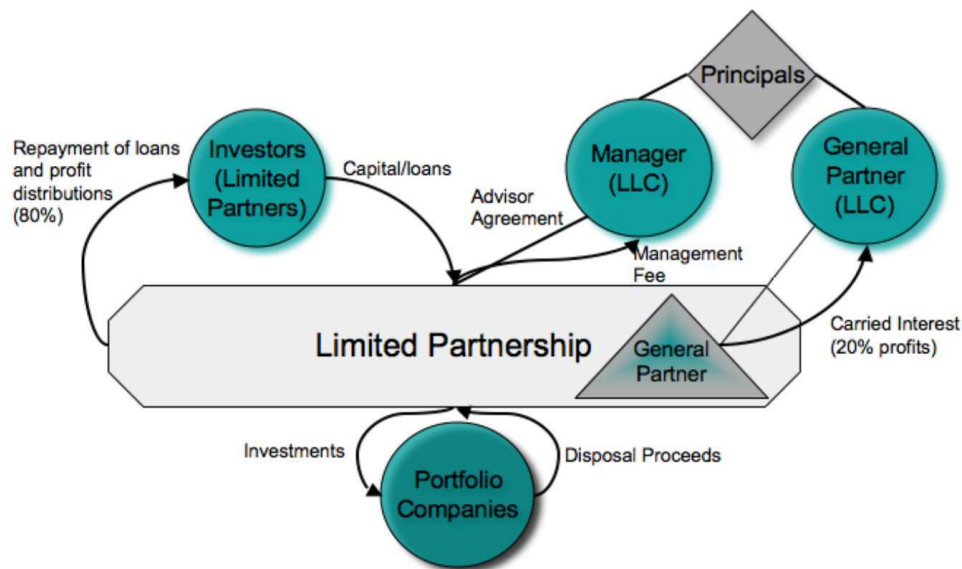 Principals
Repayment of loans
and profit
distributions
(80%)
Investors
(Limited
Partners)
Capital/loans
Manager
(LLC)
General
Partner
(LLC)
Advisor
Agreement
Management
Fee
Limited Partnership
General
Partner
Carried Interest
(20% profits)
Investments
Disposal Proceeds
Portfolio
Companies